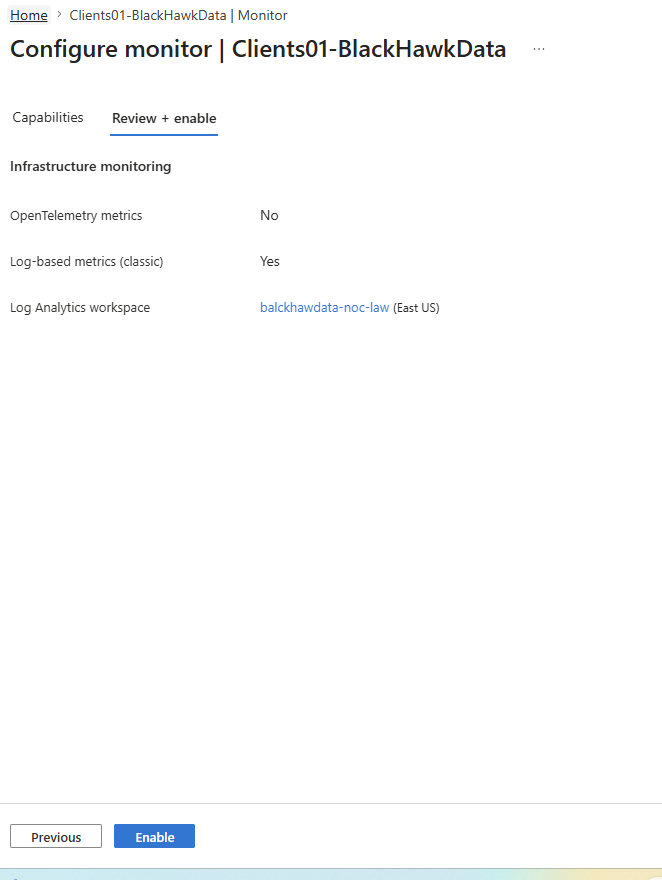 Home > Clients01-BlackHawkData | Monitor
Configure monitor | Clients01-BlackHawkData ...
Capabilities Review + enable
Infrastructure monitoring
OpenTelemetry metrics No
Log-based metrics (classic) Yes
Log Analytics workspace balckhawdata-noc-law (East US)
Previous Enable